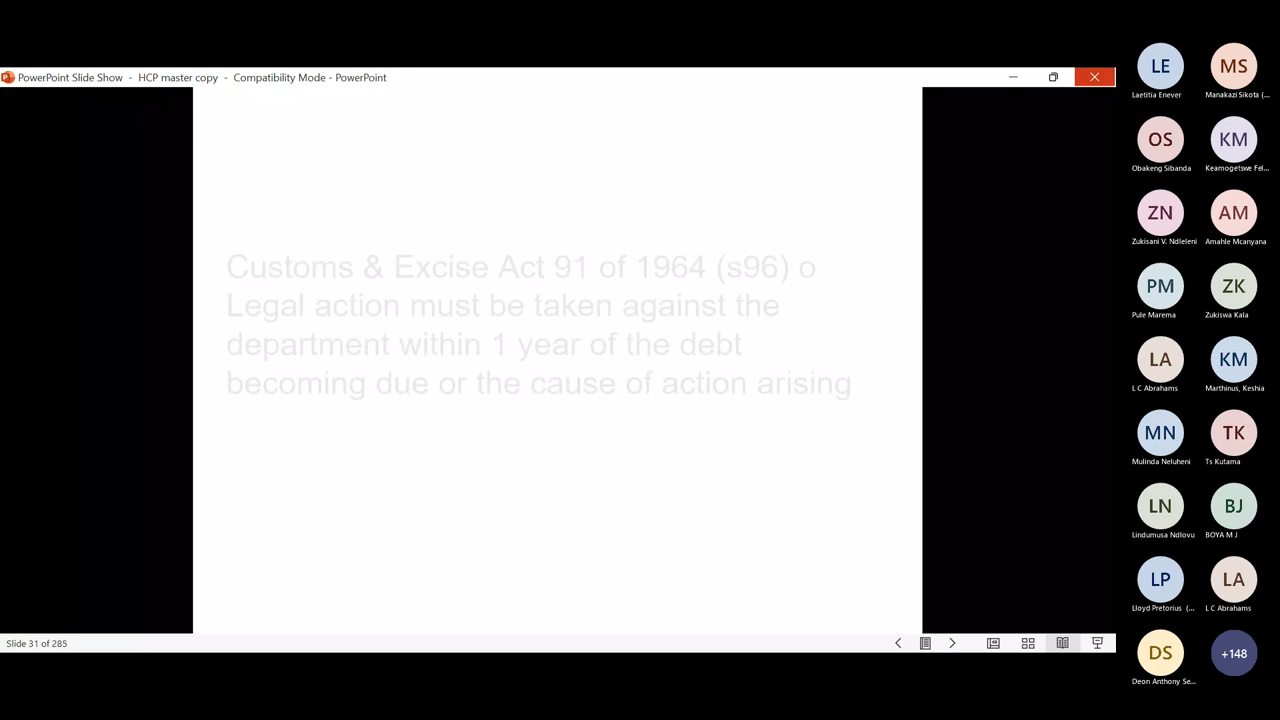 PowerPoint Slide Show - HCP master copy - Compatibility Mode - PowerPoint
Customs & Excise Act 91 of 1964 (s96) o
Legal action must be taken against the
department within 1 year of the debt
becoming due or the cause of action arising
Slide 31 of 285
LE
MS
Laetitia Enever
Manakazi Sikota (...
OS
KM
Obakeng Sibanda
Keamogetswe Fel...
ZN
AM
Zukisani V. Ndleleni
Amahle Mcanyana
PM
ZK
Pule Marema
Zukiswa Kala
LA
KM
L C Abrahams
Marthinus, Keshia
MN
TK
Mulinda Neluheni
Ts Kutama
LN
BJ
Lindumusa Ndlovu
BOYA M J
LP
LA
Lloyd Pretorius (...
L C Abrahams
DS
+148
Deon Anthony Se...